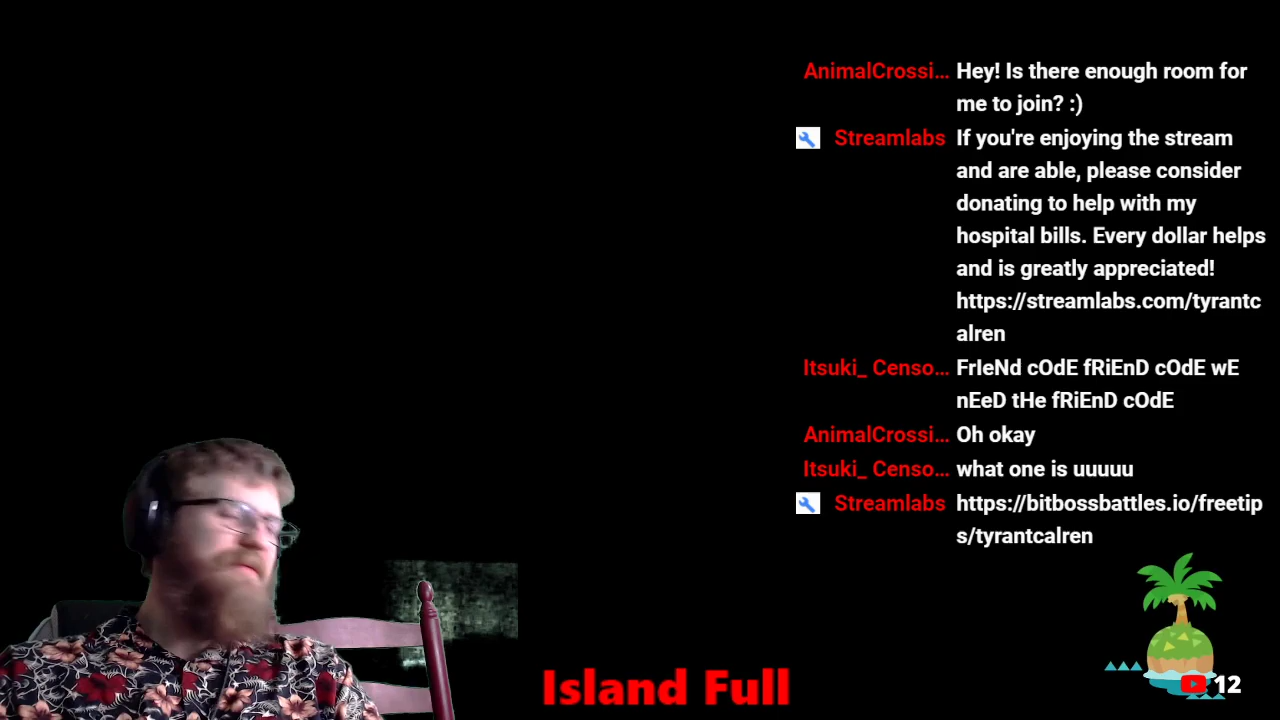 AnimalCrossi... Hey! Is there enough room for
me to join? :)
Streamlabs If you're enjoying the stream
and are able, please consider
donating to help with my
hospital bills. Every dollar helps
and is greatly appreciated!
https://streamlabs.com/tyrantc
alren
Itsuki_ Censo... FrIeNd cOdE fRiEnD cOdE wE
nEeD tHe fRiEnD cOdE
AnimalCrossi... Oh okay
Itsuki_ Censo... what one is uuuuu
Streamlabs https://bitbossbattles.io/freetip
s/tyrantcalren
Island Full
12